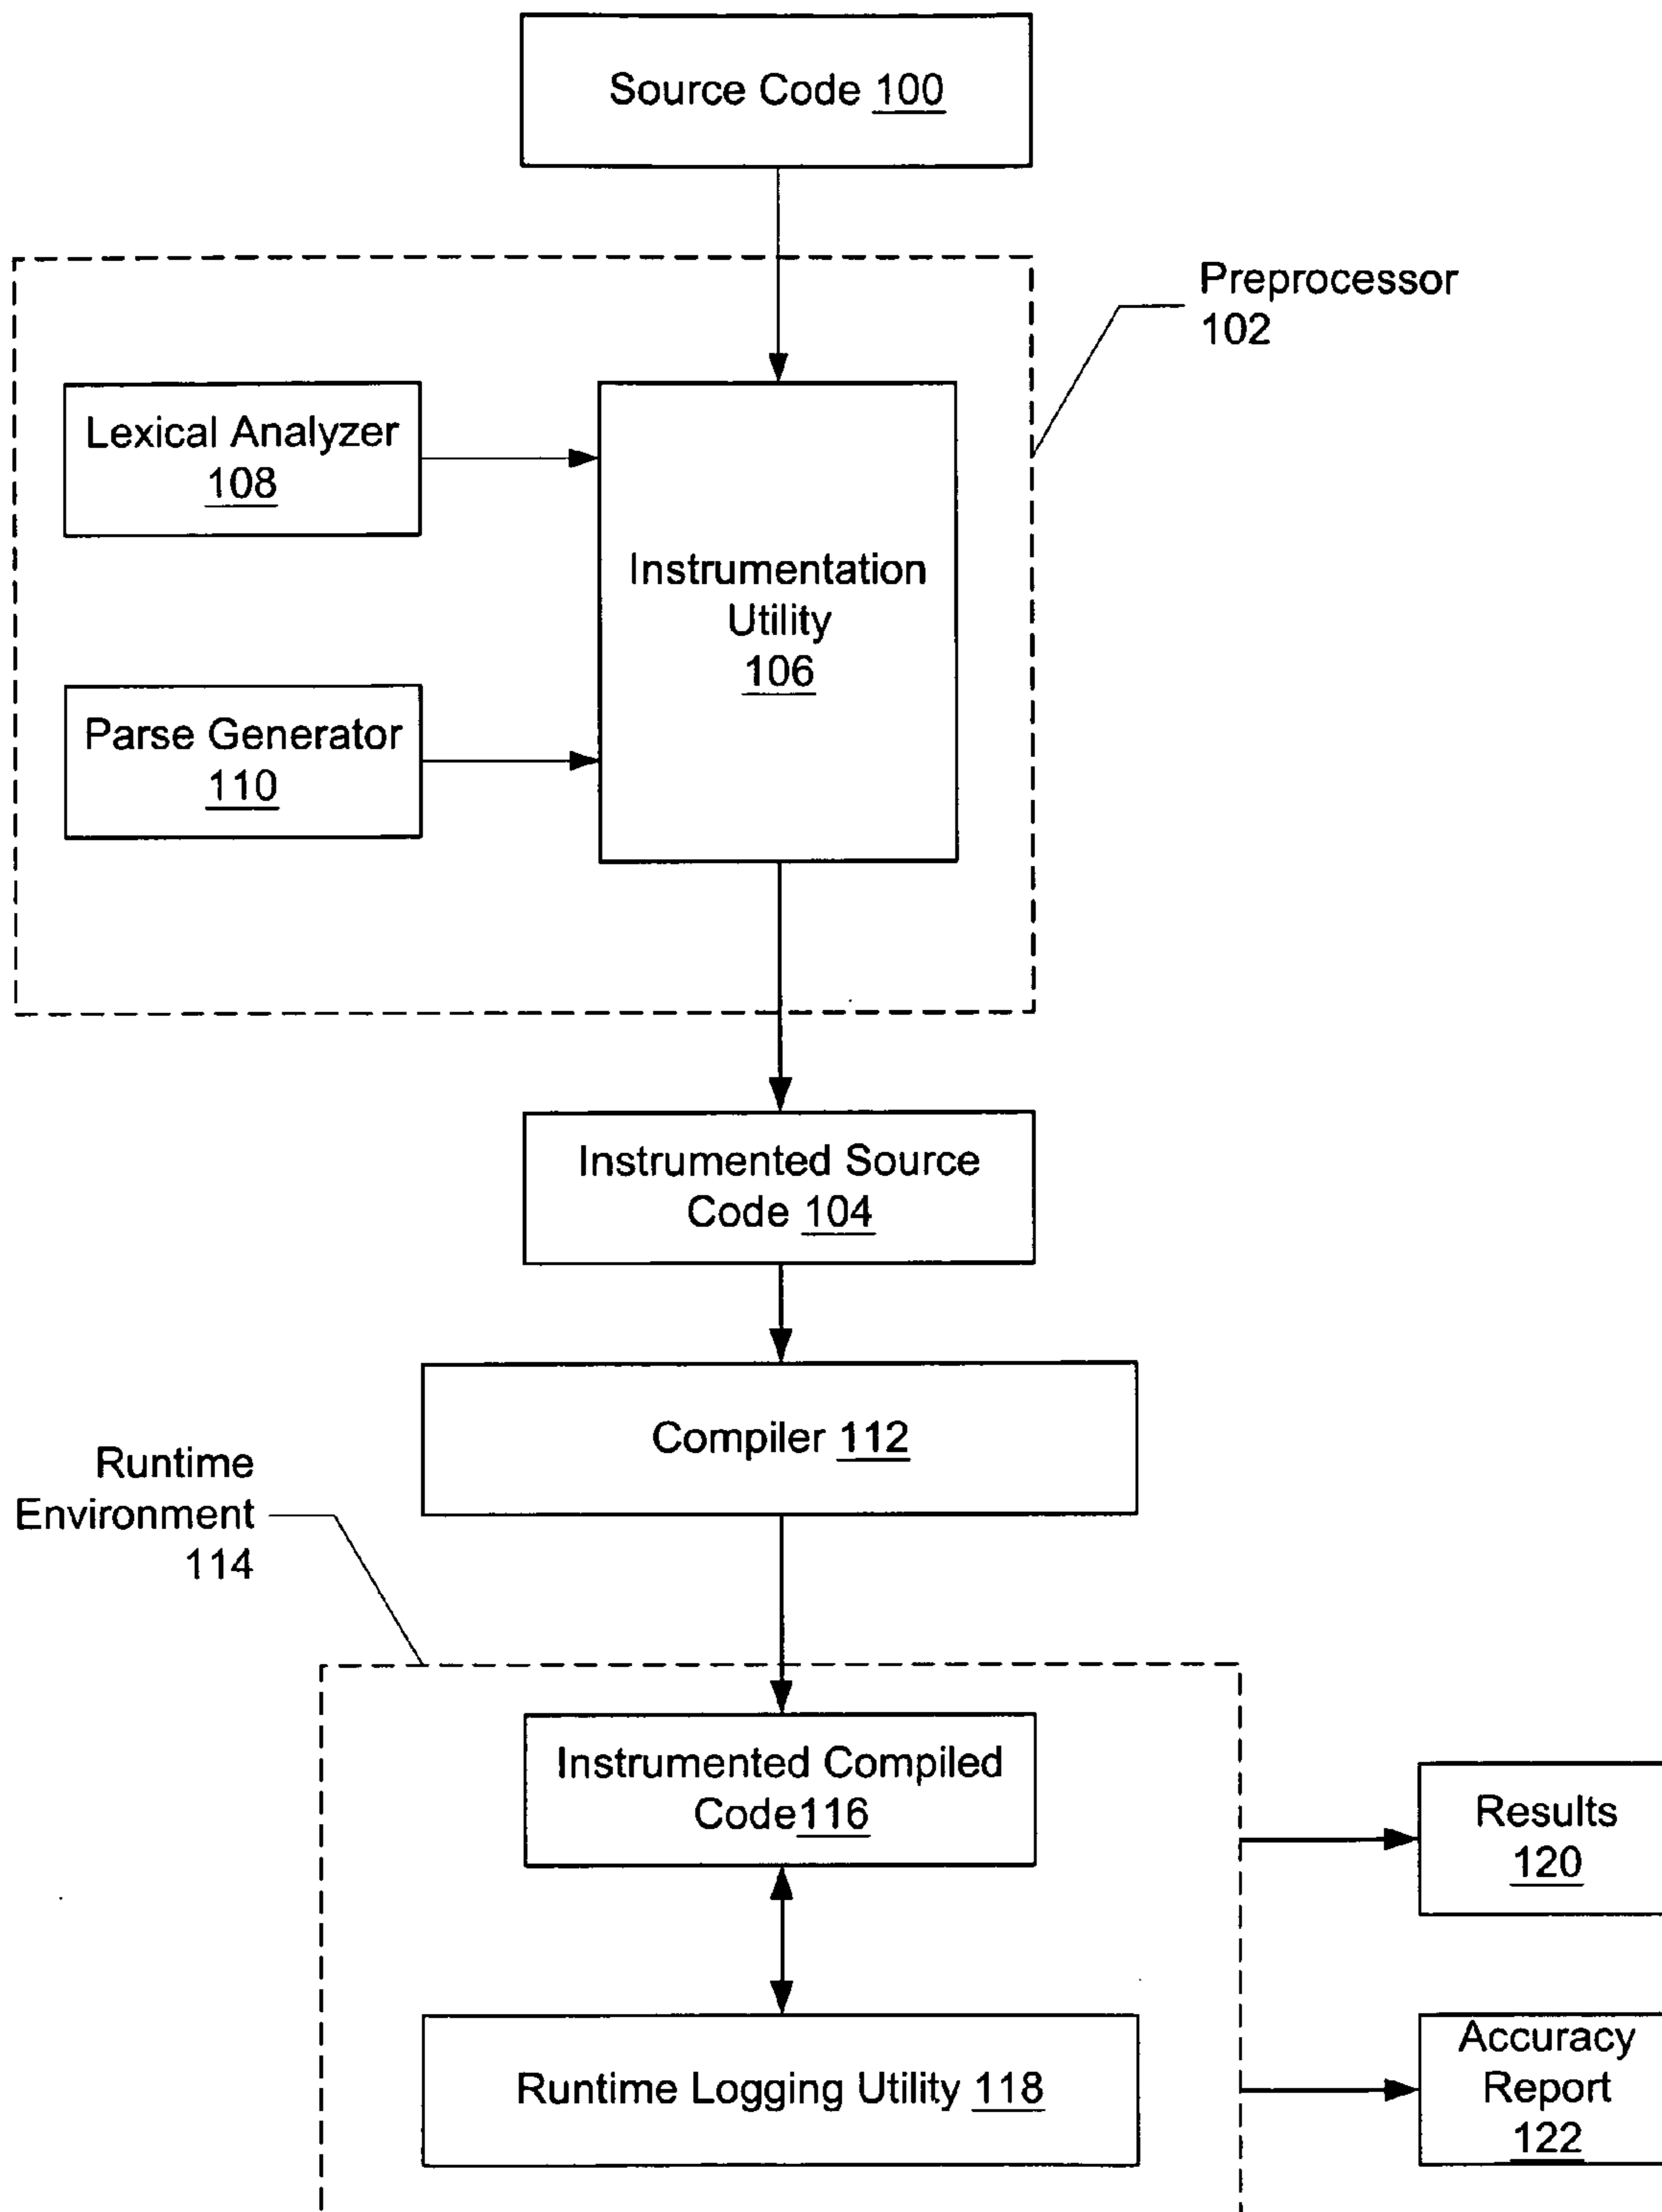 Source Code 100
Preprocessor
102
Lexical Analyzer
108
Instrumentation
Utility
106
Parse Generator
110
Instrumented Source
Code 104
Compiler 112
Runtime
Environment
114
Instrumented Compiled
Code116
Results
120
Runtime Logging Utility 118
Accuracy
Report
122